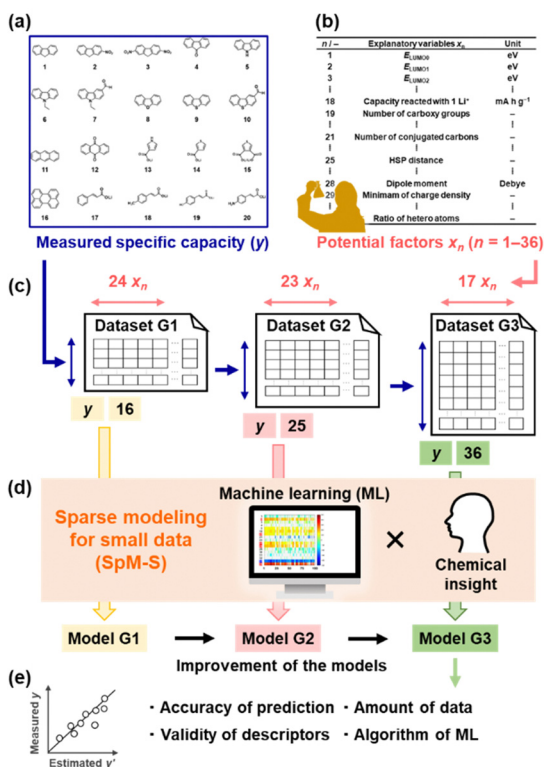 (a)
1 2 3 4 5
6 7 8 9 10
11 12 13 14 15
16 17 18 19 20
Measured specific capacity (y)
(b)
n / – Explanatory variables xn Unit
1 ELUMO0 eV
2 ELUMO1 eV
3 ELUMO2 eV
18 Capacity reacted with 1 Li+ mA h g−1
19 Number of carboxy groups –
21 Number of conjugated carbons –
25 HSP distance –
28 Dipole moment Debye
29 Minimam of charge density –
Ratio of hetero atoms –
Potential factors xn (n = 1–36)
(c)
24 xn 23 xn 17 xn
Dataset G1 Dataset G2 Dataset G3
y 16
y 25
y 36
(d)
Sparse modeling
for small data
(SpM-S)
Machine learning (ML)
×
Chemical
insight
Model G1 Model G2 Model G3
Improvement of the models
(e)
Measured y
Estimated y'
· Accuracy of prediction · Amount of data
· Validity of descriptors · Algorithm of ML